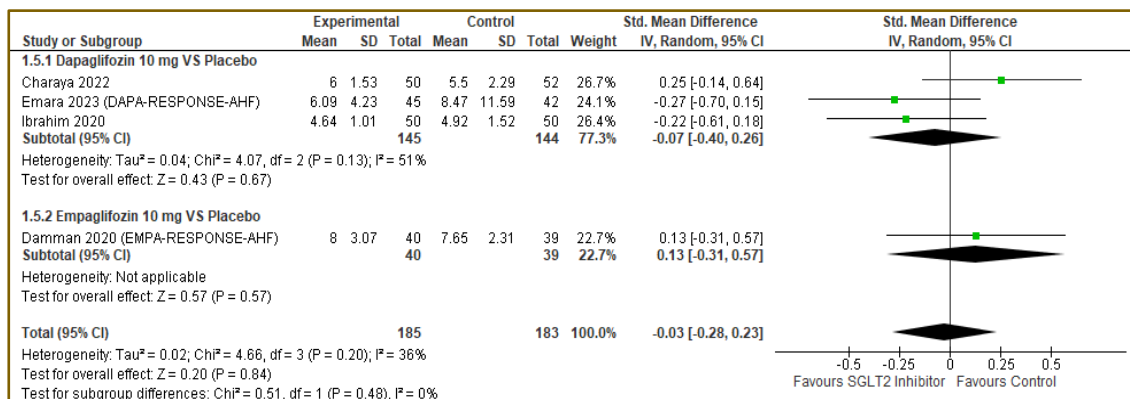 Experimental Control Std. Mean Difference Std. Mean Difference
Study or Subgroup Mean SD Total Mean SD Total Weight IV, Random, 95% CI IV, Random, 95% CI
1.5.1 Dapaglifozin 10 mg VS Placebo
Charaya 2022 6 1.53 50 5.5 2.29 52 26.7% 0.25 [-0.14, 0.64]
Emara 2023 (DAPA-RESPONSE-AHF) 6.09 4.23 45 8.47 11.59 42 24.1% -0.27 [-0.70, 0.15]
Ibrahim 2020 4.64 1.01 50 4.92 1.52 50 26.4% -0.22 [-0.61, 0.18]
Subtotal (95% CI) 145 144 77.3% -0.07 [-0.40, 0.26]
Heterogeneity: Tau² = 0.04; Chi² = 4.07, df = 2 (P = 0.13); I² = 51%
Test for overall effect: Z = 0.43 (P = 0.67)
1.5.2 Empaglifozin 10 mg VS Placebo
Damman 2020 (EMPA-RESPONSE-AHF) 8 3.07 40 7.65 2.31 39 22.7% 0.13 [-0.31, 0.57]
Subtotal (95% CI) 40 39 22.7% 0.13 [-0.31, 0.57]
Heterogeneity: Not applicable
Test for overall effect: Z = 0.57 (P = 0.57)
Total (95% CI) 185 183 100.0% -0.03 [-0.28, 0.23]
Heterogeneity: Tau² = 0.02; Chi² = 4.66, df = 3 (P = 0.20); I² = 36%
Test for overall effect: Z = 0.20 (P = 0.84)
Test for subgroup differences: Chi² = 0.51, df = 1 (P = 0.48), I² = 0%
-0.5 -0.25 0 0.25 0.5
Favours SGLT2 Inhibitor Favours Control